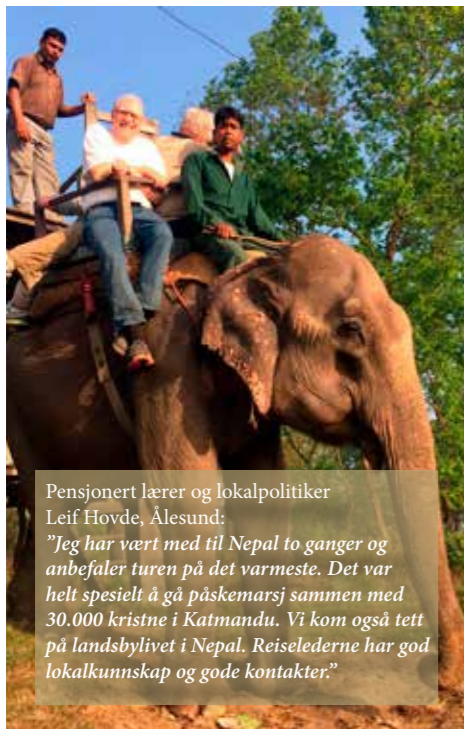 Pensjonert lærer og lokalpolitiker
Leif Hovde, Ålesund:
”Jeg har vært med til Nepal to ganger og
anbefaler turen på det varmeste. Det var
helt spesielt å gå påskemarsj sammen med
30.000 kristne i Katmandu. Vi kom også tett
på landsbylivet i Nepal. Reiselederne har god
lokalkunnskap og gode kontakter.”